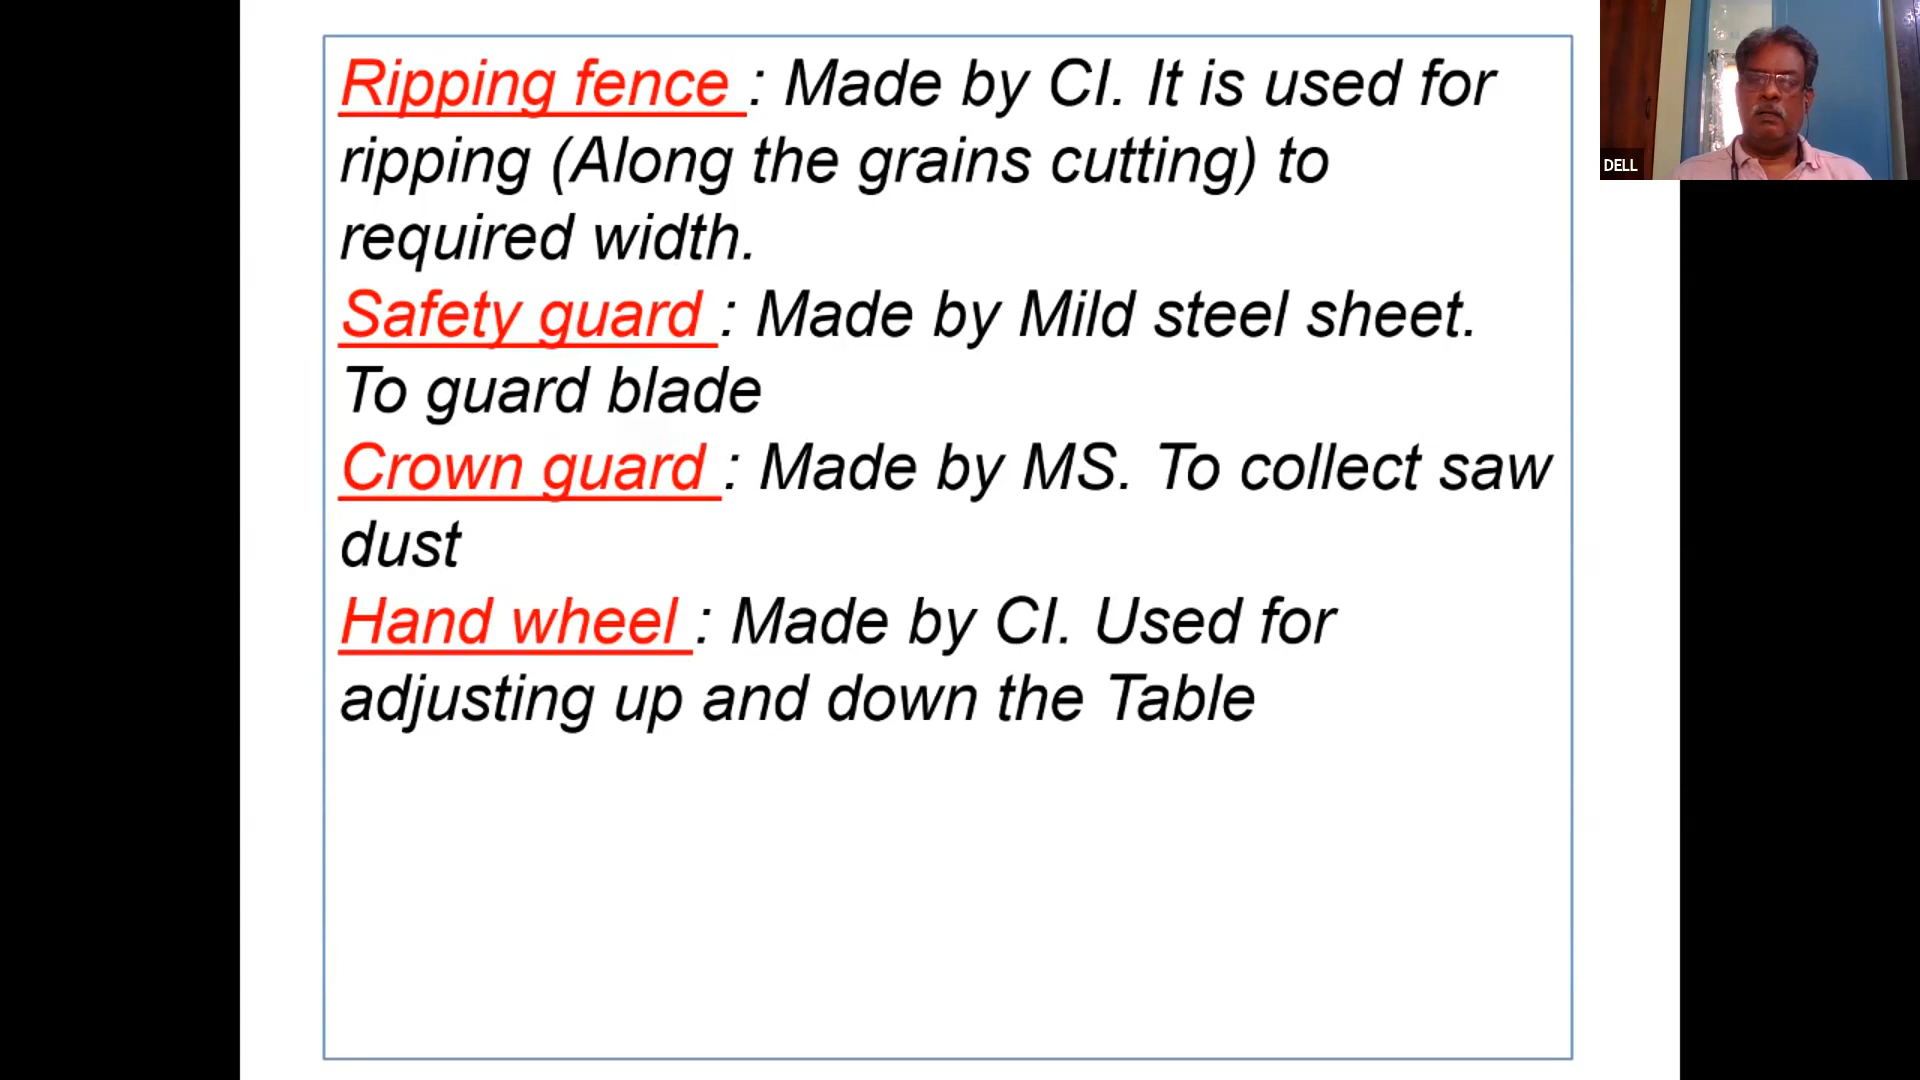 Ripping fence : Made by CI. It is used for
ripping (Along the grains cutting) to
required width.
Safety guard : Made by Mild steel sheet.
To guard blade
Crown guard : Made by MS. To collect saw
dust
Hand wheel : Made by CI. Used for
adjusting up and down the Table
DELL